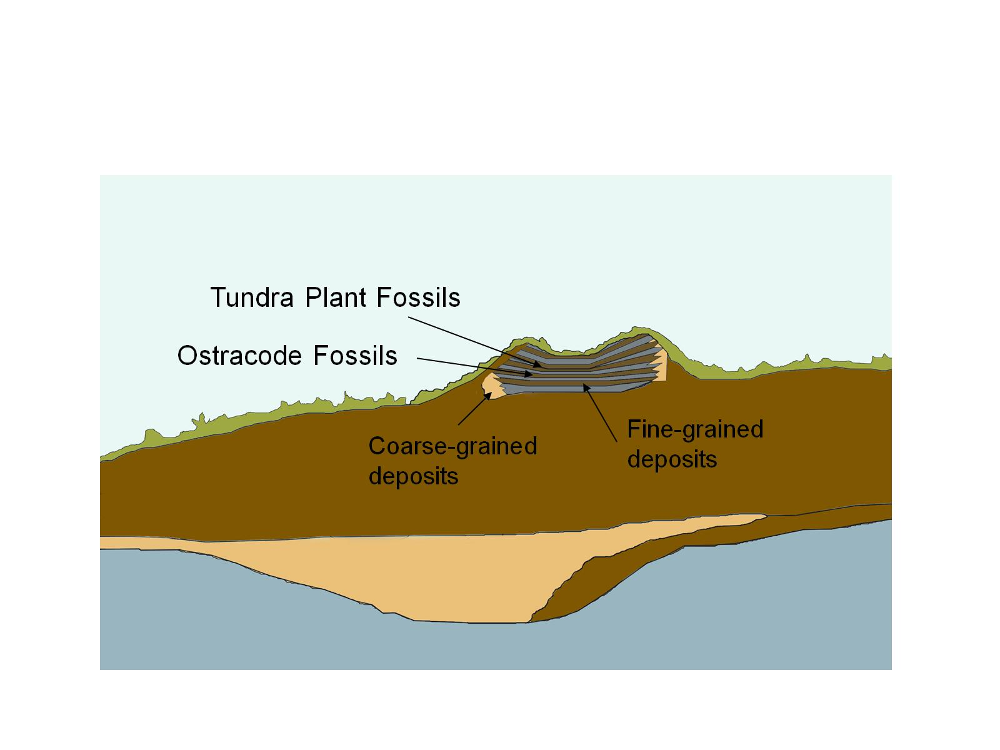 Tundra Plant Fossils
Ostracode Fossils
Coarse-grained
deposits
Fine-grained
deposits